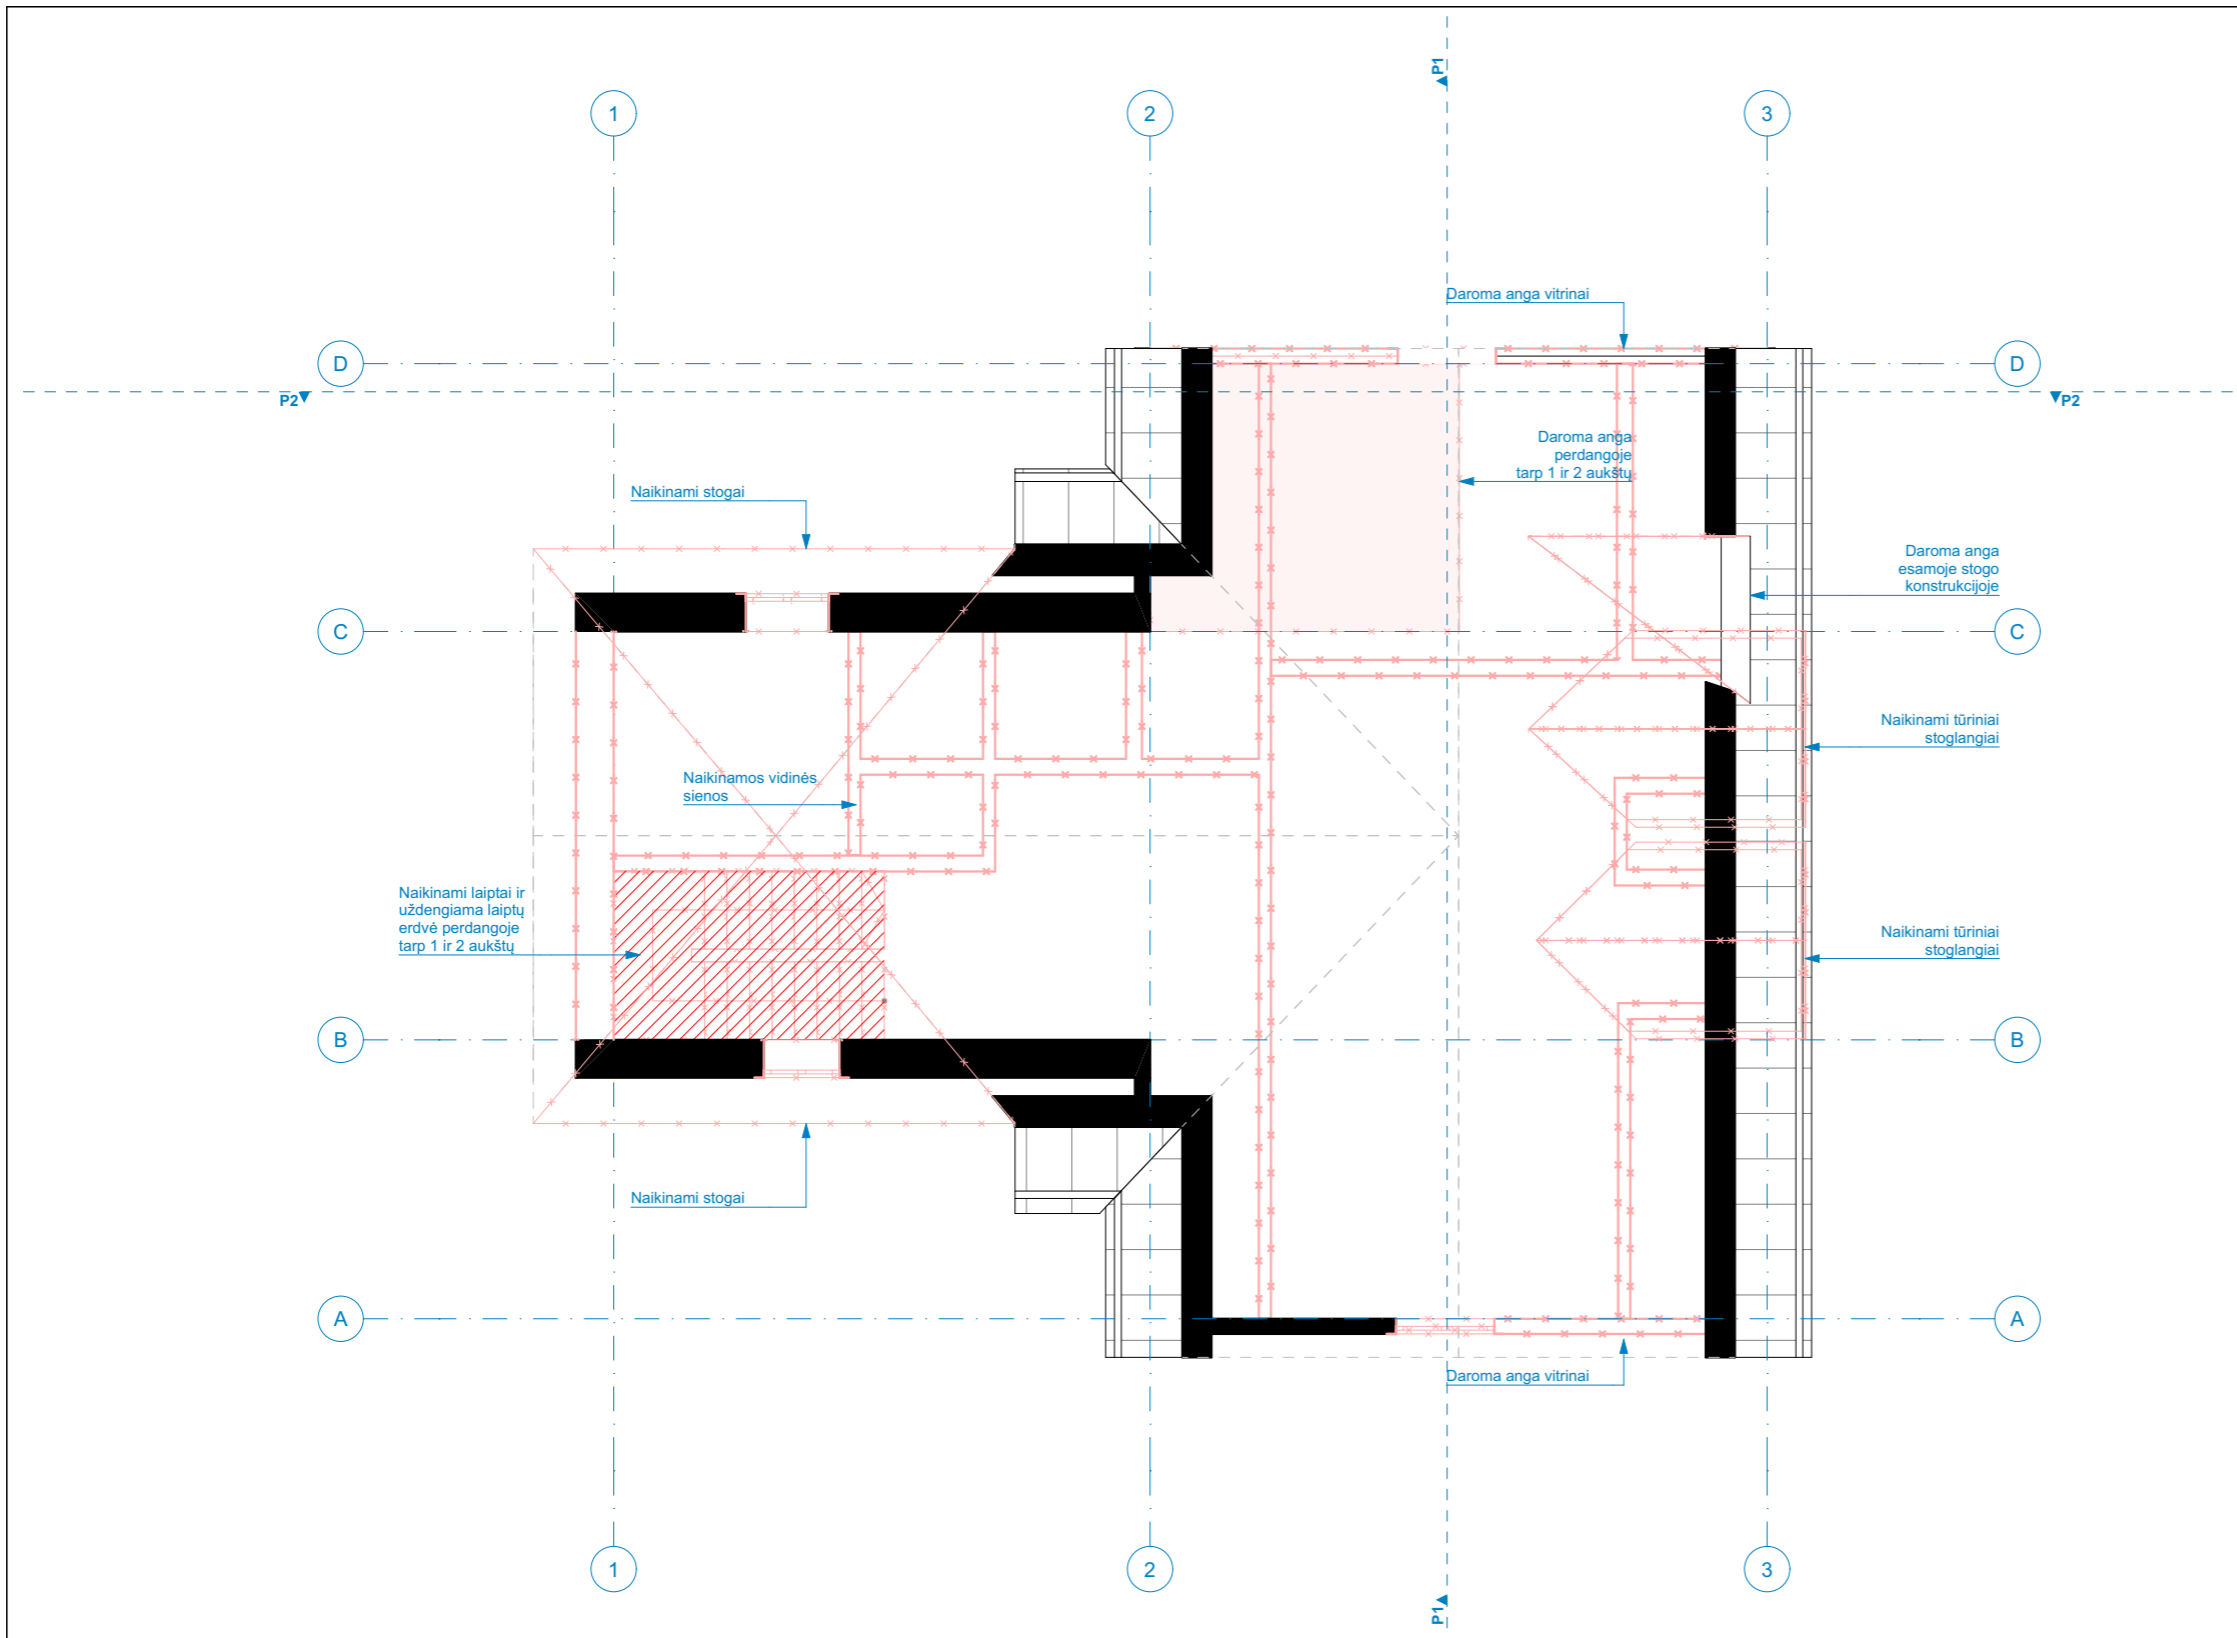 P1
1
2
3
Daroma anga vitrinai
D
D
P2
P2
Daroma anga
perdangoje
tarp 1 ir 2 aukštų
Naikinami stogai
Daroma anga
esamoje stogo
konstrukcijoje
C
C
Naikinami tūriniai
stoglangiai
Naikinamos vidinės
sienos
Naikinami laiptai ir
uždengiama laiptų
erdvė perdangoje
tarp 1 ir 2 aukštų
Naikinami tūriniai
stoglangiai
B
B
Naikinami stogai
A
A
Daroma anga vitrinai
1
2
3
P1